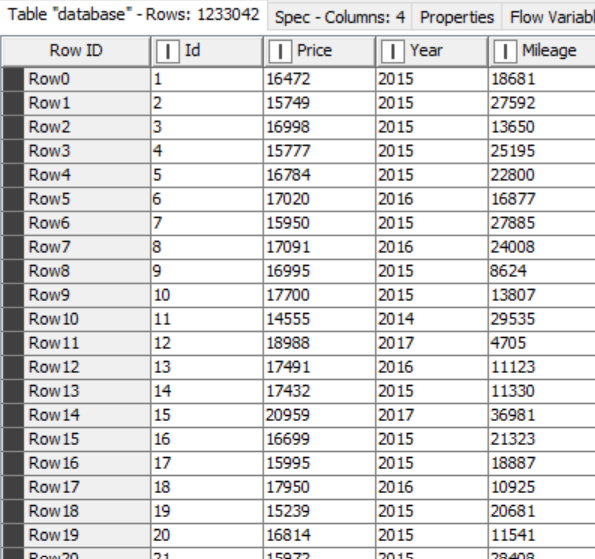 Table "database" - Rows: 1233042 Spec - Columns: 4 Properties Flow Variabl
Row ID I Id I Price I Year I Mileage
Row0 1 16472 2015 18681
Row1 2 15749 2015 27592
Row2 3 16998 2015 13650
Row3 4 15777 2015 25195
Row4 5 16784 2015 22800
Row5 6 17020 2016 16877
Row6 7 15950 2015 27885
Row7 8 17091 2016 24008
Row8 9 16995 2015 8624
Row9 10 17700 2015 13807
Row10 11 14555 2014 29535
Row11 12 18988 2017 4705
Row12 13 17491 2016 11123
Row13 14 17432 2015 11330
Row14 15 20959 2017 36981
Row15 16 16699 2015 21323
Row16 17 15995 2015 18887
Row17 18 17950 2016 10925
Row18 19 15239 2015 20681
Row19 20 16814 2015 11541
Row20 21 15972 2015 28408